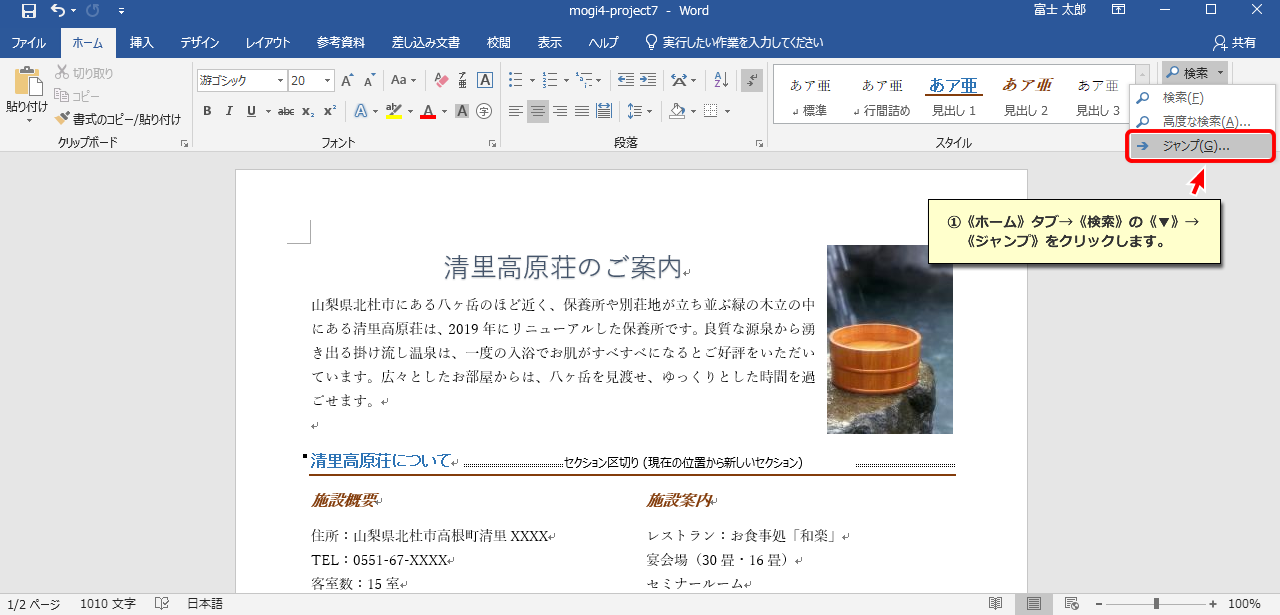 mogi4-project7 - Word
富士 太郎
ファイル ホーム 挿入 デザイン レイアウト 参考資料 差し込み文書 校閲 表示 ヘルプ 実行したい作業を入力してください 共有
貼り付け
切り取り
コピー
書式のコピー/貼り付け
クリップボード
游ゴシック 20
フォント
段落
あア亜 あア亜 あア亜 あア亜 あア亜
標準 行間詰め 見出し 1 見出し 2 見出し 3
スタイル
検索
検索(F)
高度な検索(A)...
ジャンプ(G)...
①《ホーム》タブ→《検索》の《▼》→
《ジャンプ》をクリックします。
清里高原荘のご案内
山梨県北杜市にある八ヶ岳のほど近く、保養所や別荘地が立ち並ぶ緑の木立の中
にある清里高原荘は、2019 年にリニューアルした保養所です。良質な源泉から湧
き出る掛け流し温泉は、一度の入浴でお肌がすべすべになるとご好評をいただい
ています。広々としたお部屋からは、八ヶ岳を見渡せ、ゆっくりとした時間を過
ごせます。
清里高原荘について
セクション区切り (現在の位置から新しいセクション)
施設概要
住所：山梨県北杜市高根町清里 XXXX
TEL：0551-67-XXXX
客室数：15 室
施設案内
レストラン：お食事処「和楽」
宴会場（30 畳・16 畳）
セミナールーム
1/2 ページ 1010 文字 日本語 100%